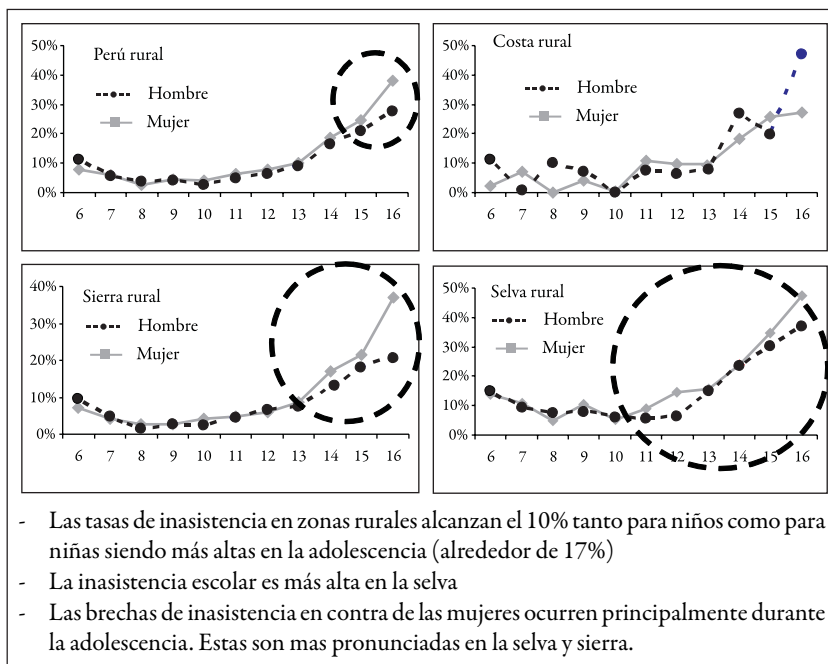 Perú rural
Hombre
Mujer
50%
40%
30%
20%
10%
0%
6 7 8 9 10 11 12 13 14 15 16
Costa rural
Hombre
Mujer
50%
40%
30%
20%
10%
0%
6 7 8 9 10 11 12 13 14 15 16
Sierra rural
Hombre
Mujer
40%
30%
20%
10%
0%
6 7 8 9 10 11 12 13 14 15 16
Selva rural
Hombre
Mujer
50%
40%
30%
20%
10%
0%
6 7 8 9 10 11 12 13 14 15 16
- Las tasas de inasistencia en zonas rurales alcanzan el 10% tanto para niños como para
niñas siendo más altas en la adolescencia (alrededor de 17%)
- La inasistencia escolar es más alta en la selva
- Las brechas de inasistencia en contra de las mujeres ocurren principalmente durante
la adolescencia. Estas son mas pronunciadas en la selva y sierra.